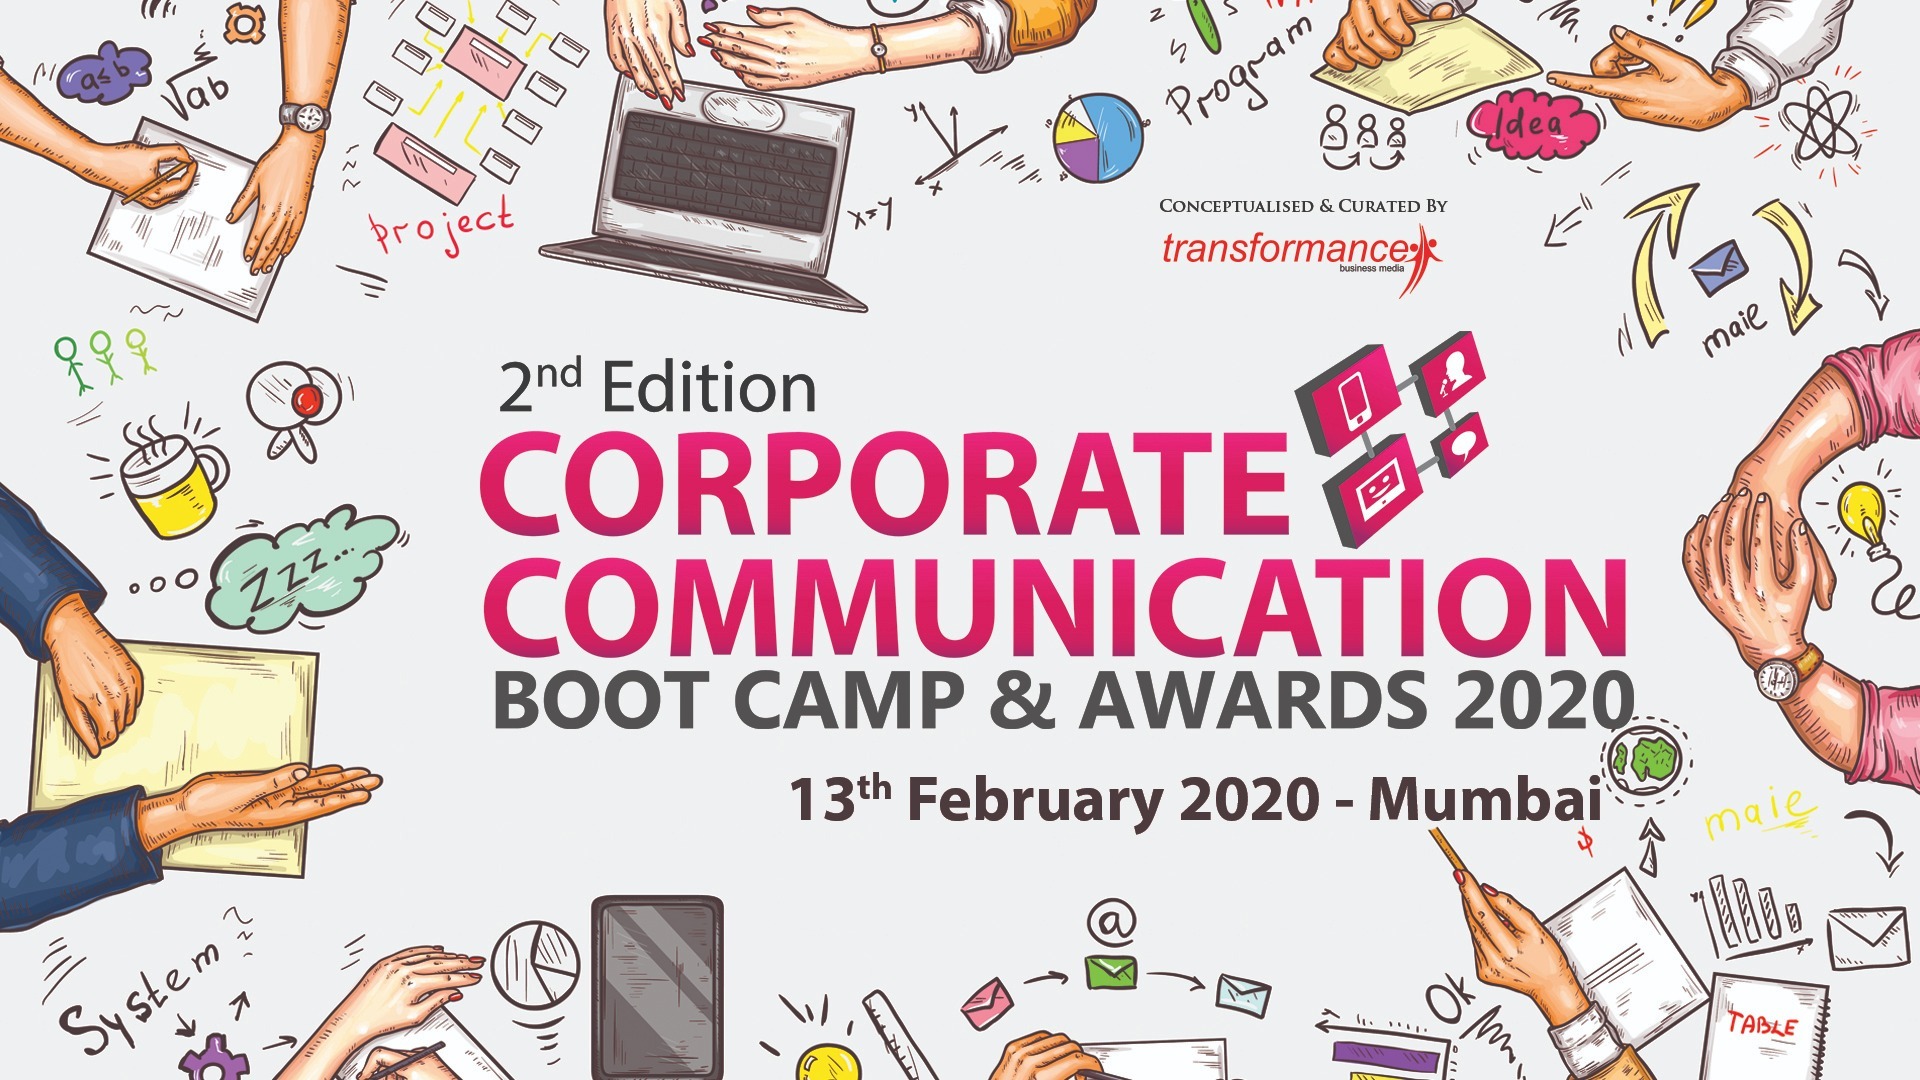 a≤b
√ab
project
x=y
y
x
Program
Idea
CONCEPTUALISED & CURATED BY
transformance
business media
maie
2nd Edition
CORPORATE
COMMUNICATION
BOOT CAMP & AWARDS 2020
13th February 2020 - Mumbai
Zzz...
maie
$
System
@
Ok
TABLE